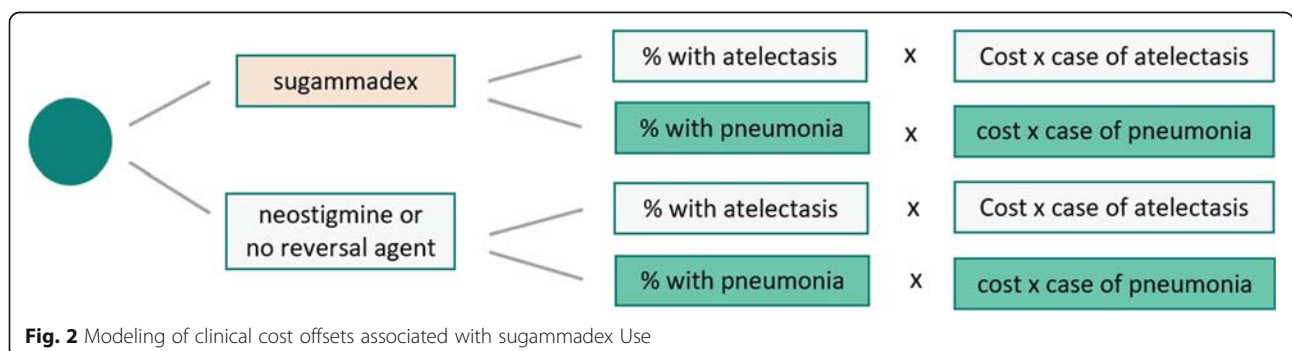 % with atelectasis x Cost x case of atelectasis
sugammadex
% with pneumonia x cost x case of pneumonia
neostigmine or
no reversal agent
% with atelectasis x Cost x case of atelectasis
% with pneumonia x cost x case of pneumonia
Fig. 2 Modeling of clinical cost offsets associated with sugammadex Use